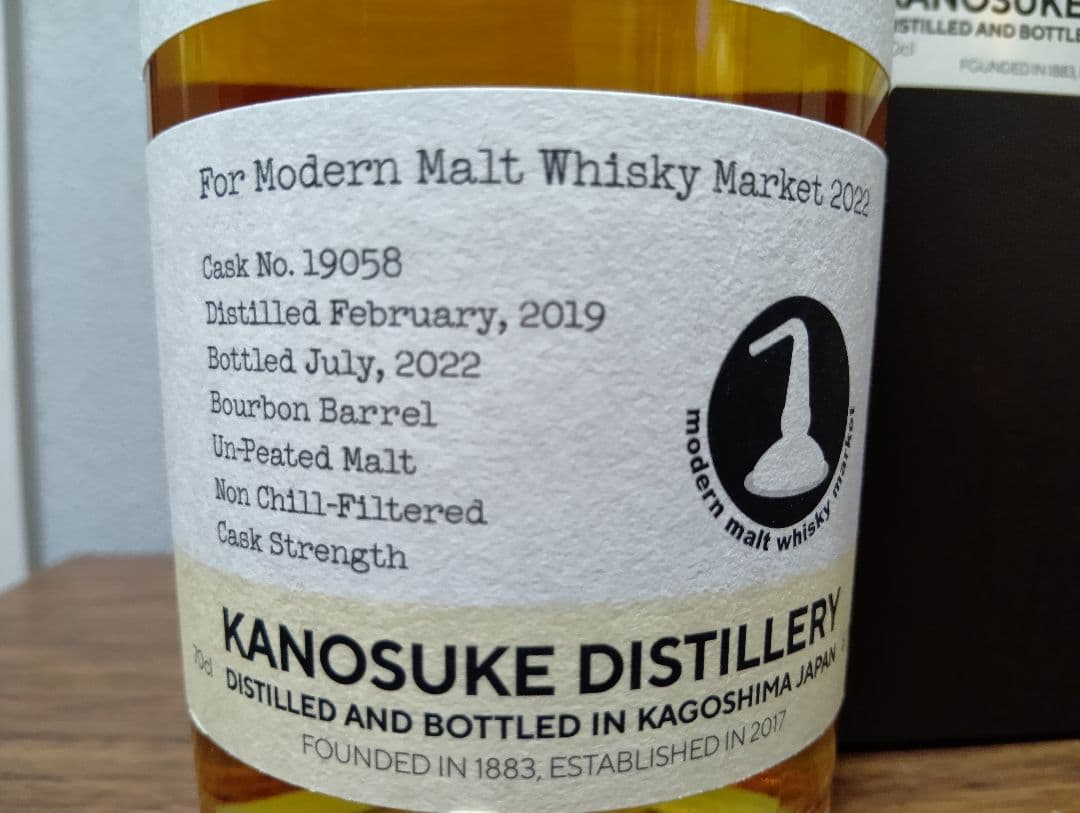 For Modern Malt Whisky Market 2022
Cask No. 19058
Distilled February, 2019
Bottled July, 2022
Bourbon Barrel
Un-Peated Malt
Non Chill-Filtered
Cask Strength
modern malt whisky market
KANOSUKE DISTILLERY
70cl
DISTILLED AND BOTTLED IN KAGOSHIMA JAPAN
FOUNDED IN 1883, ESTABLISHED IN 2017
KANOSUKE
DISTILLED AND BOTTLE
FOUNDED IN 1883,